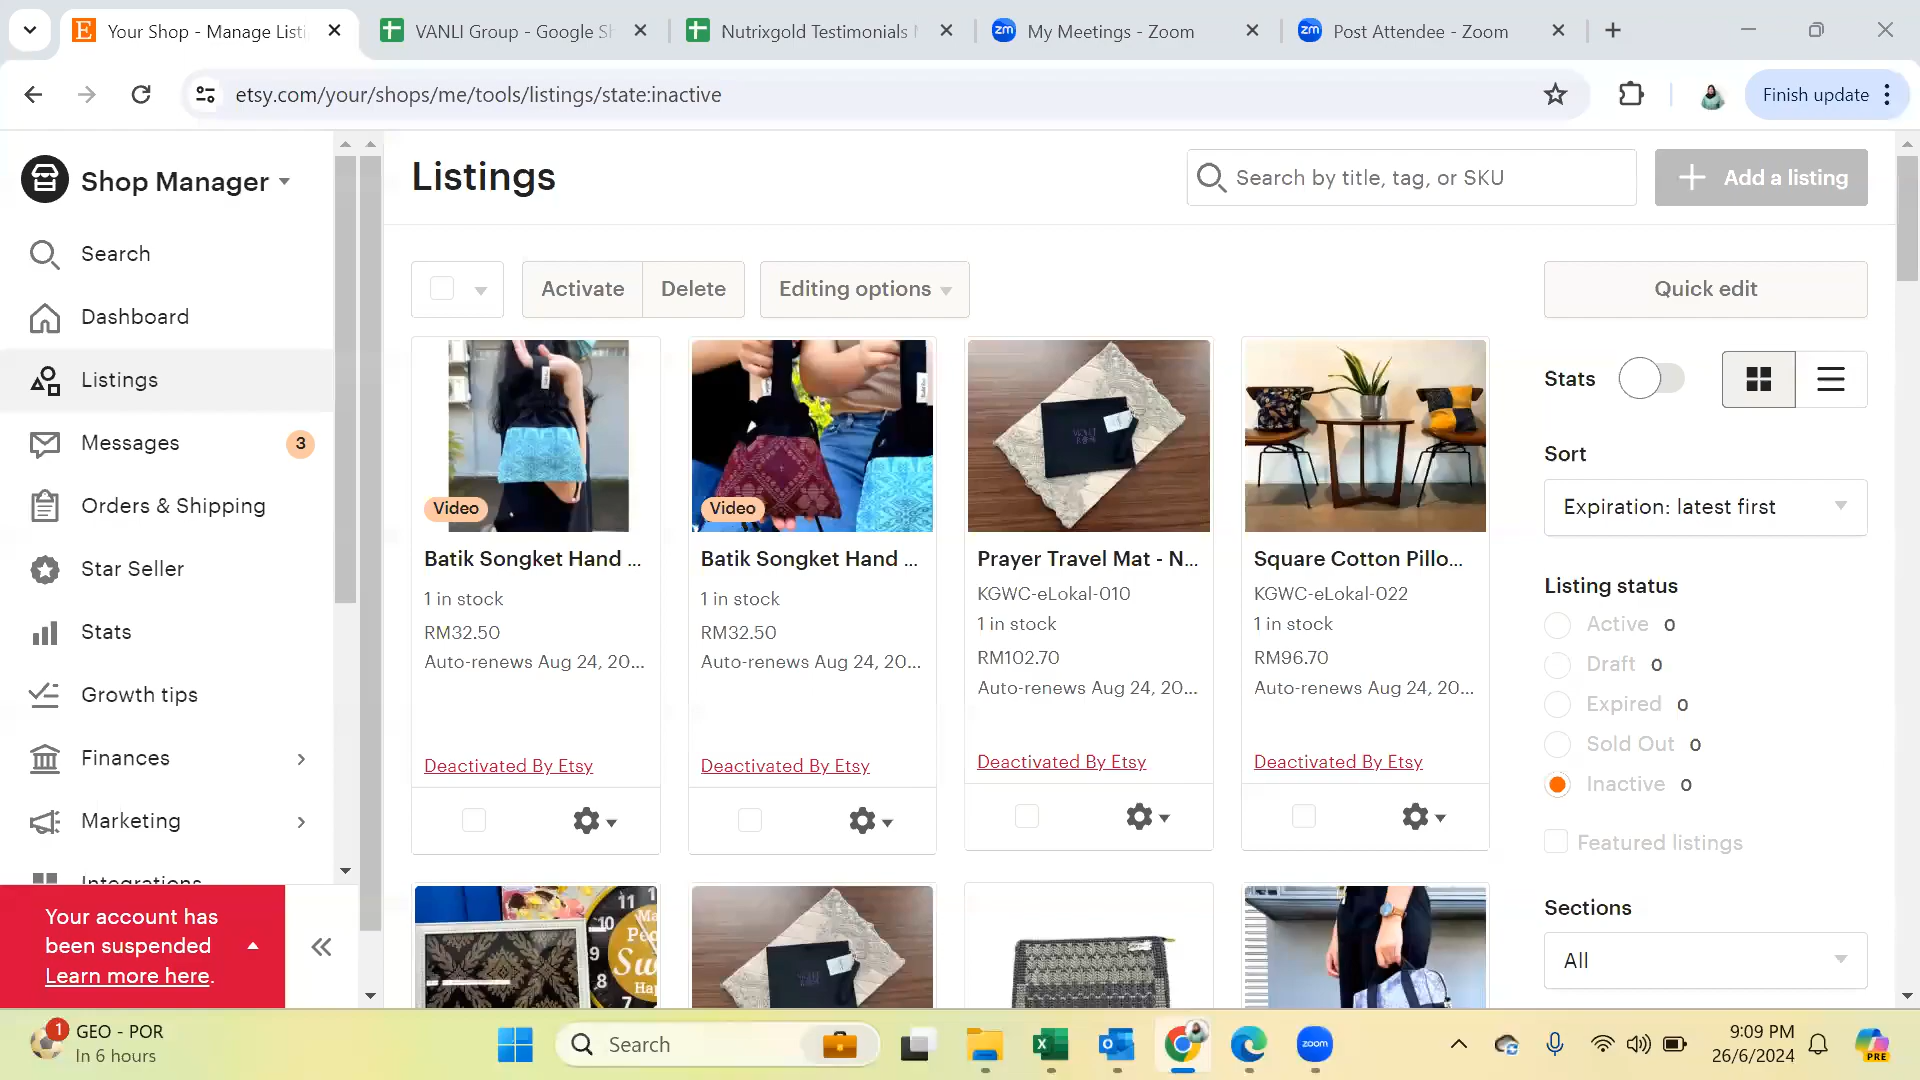 Your Shop - Manage Listi
VANLI Group - Google Sh
Nutrixgold Testimonials
zm My Meetings - Zoom
zm Post Attendee - Zoom
etsy.com/your/shops/me/tools/listings/state:inactive
Finish update
Shop Manager
Search
Dashboard
Listings
Messages 3
Orders & Shipping
Star Seller
Stats
Growth tips
Finances
Marketing
Integrations
Your account has
been suspended
Learn more here.
Listings
Search by title, tag, or SKU
Add a listing
Activate
Delete
Editing options
Quick edit
Video
Batik Songket Hand ...
1 in stock
RM32.50
Auto-renews Aug 24, 20...
Deactivated By Etsy
Video
Batik Songket Hand ...
1 in stock
RM32.50
Auto-renews Aug 24, 20...
Deactivated By Etsy
Prayer Travel Mat - N...
KGWC-eLokal-010
1 in stock
RM102.70
Auto-renews Aug 24, 20...
Deactivated By Etsy
Square Cotton Pillo...
KGWC-eLokal-022
1 in stock
RM96.70
Auto-renews Aug 24, 20...
Deactivated By Etsy
Stats
Sort
Expiration: latest first
Listing status
Active 0
Draft 0
Expired 0
Sold Out 0
Inactive 0
Featured listings
Sections
All
1 GEO - POR
In 6 hours
Search
zoom
9:09 PM
26/6/2024
PRE